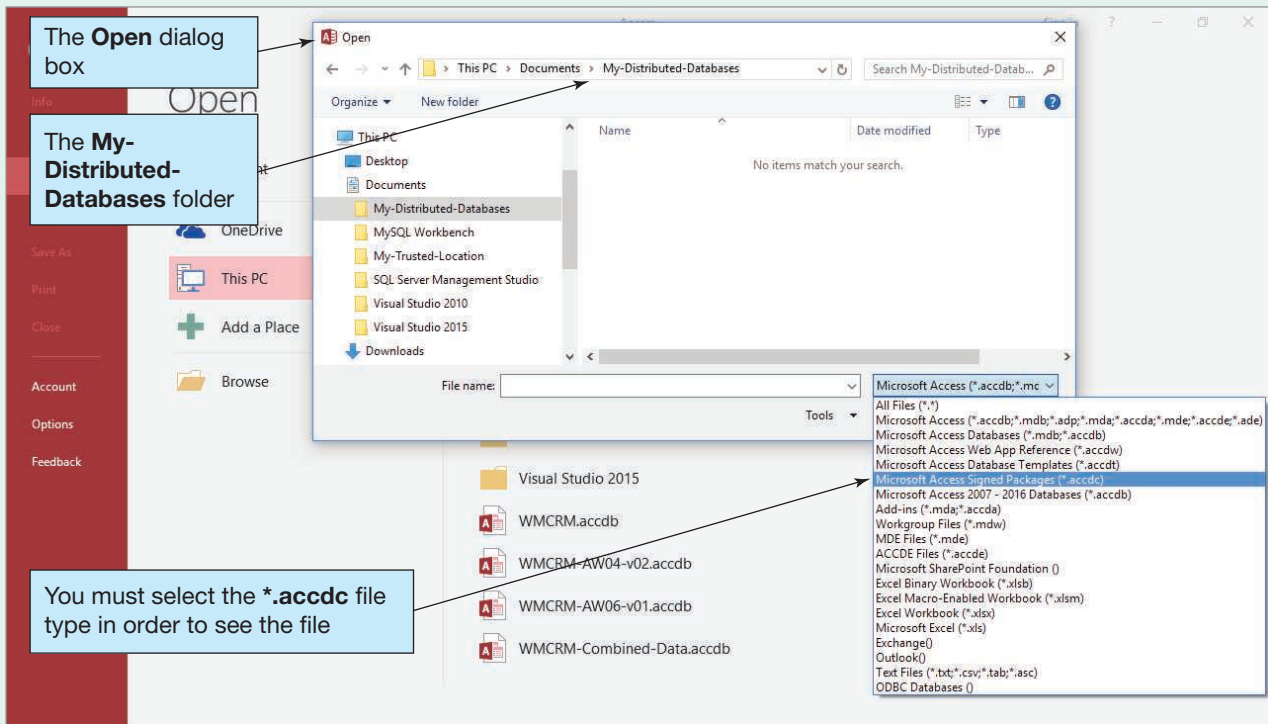 The Open dialog
box
The My-
Distributed-
Databases folder
You must select the *.accdc file
type in order to see the file
Access
Sign in
?
Info
Save As
Print
Close
Account
Options
Feedback
Open
OneDrive
This PC
Add a Place
Browse
Visual Studio 2015
WMCRM.accdb
WMCRM-AW04-v02.accdb
WMCRM-AW06-v01.accdb
WMCRM-Combined-Data.accdb
Open
This PC > Documents > My-Distributed-Databases
Search My-Distributed-Datab...
Organize
New folder
This PC
Desktop
Documents
My-Distributed-Databases
MySQL Workbench
My-Trusted-Location
SQL Server Management Studio
Visual Studio 2010
Visual Studio 2015
Downloads
Name
Date modified
Type
No items match your search.
File name:
Microsoft Access (*.accdb;*.mc
Tools
All Files (*.*)
Microsoft Access (*.accdb;*.mdb;*.adp;*.mda;*.accda;*.mde;*.accde;*.ade)
Microsoft Access Databases (*.mdb;*.accdb)
Microsoft Access Web App Reference (*.accdw)
Microsoft Access Database Templates (*.accdt)
Microsoft Access Signed Packages (*.accdc)
Microsoft Access 2007 - 2016 Databases (*.accdb)
Add-ins (*.mda;*.accda)
Workgroup Files (*.mdw)
MDE Files (*.mde)
ACCDE Files (*.accde)
Microsoft SharePoint Foundation ()
Excel Binary Workbook (*.xlsb)
Excel Macro-Enabled Workbook (*.xlsm)
Excel Workbook (*.xlsx)
Microsoft Excel (*.xls)
Exchange()
Outlook()
Text Files (*.txt;*.csv;*.tab;*.asc)
ODBC Databases ()